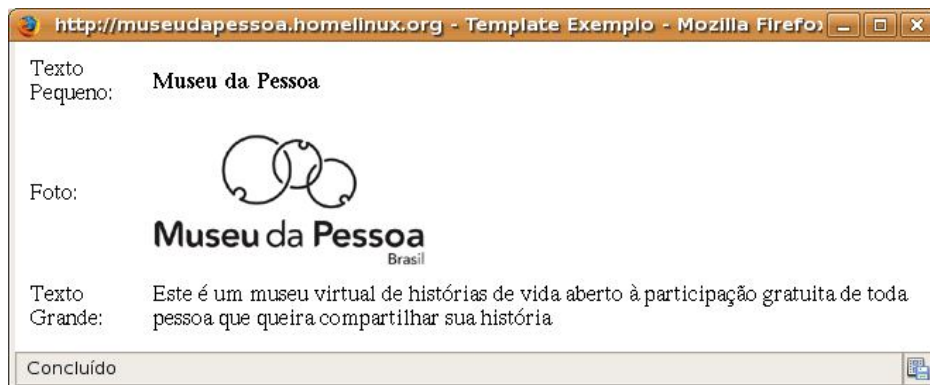 http://museudapessoa.homelinux.org - Template Exemplo - Mozilla Firefox
Texto
Pequeno:
Museu da Pessoa
Foto:
Museu da Pessoa
Brasil
Texto
Grande:
Este é um museu virtual de histórias de vida aberto à participação gratuita de toda
pessoa que queira compartilhar sua história
Concluído